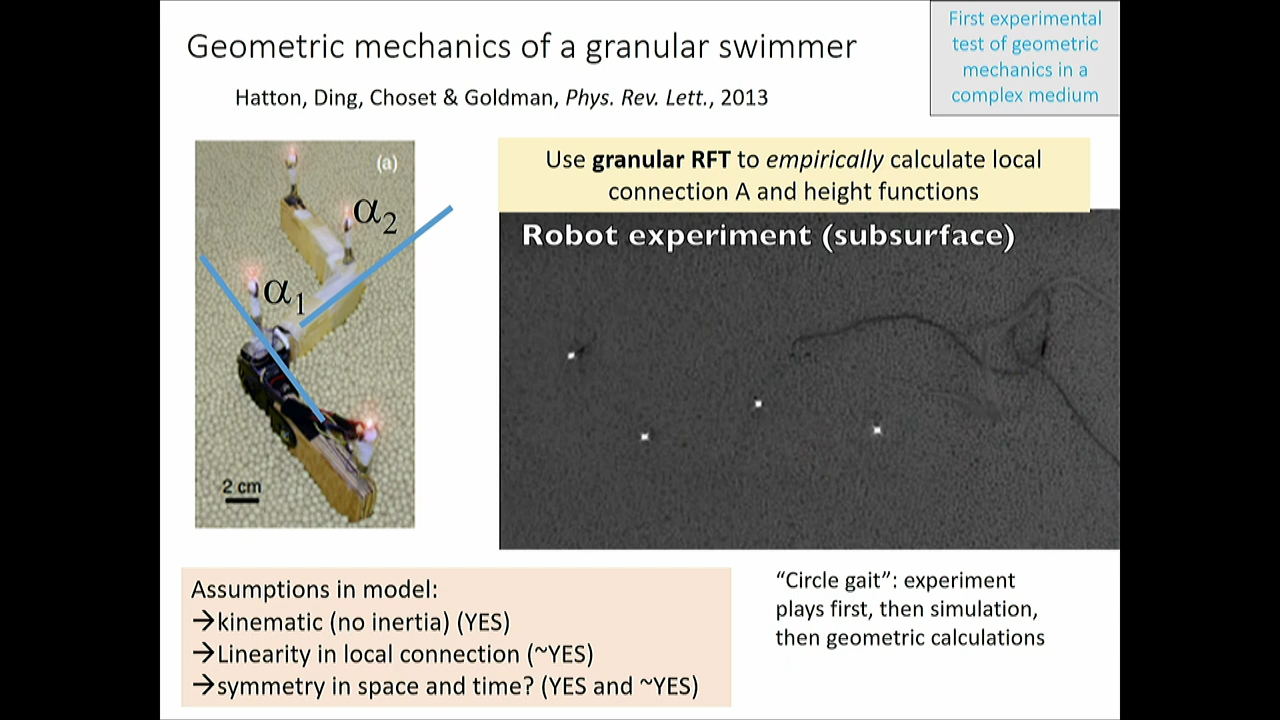 Geometric mechanics of a granular swimmer
Hatton, Ding, Choset & Goldman, Phys. Rev. Lett., 2013
First experimental
test of geometric
mechanics in a
complex medium
(a)
α2
α1
2 cm
Use granular RFT to empirically calculate local
connection A and height functions
Robot experiment (subsurface)
Assumptions in model:
→kinematic (no inertia) (YES)
→Linearity in local connection (~YES)
→symmetry in space and time? (YES and ~YES)
“Circle gait”: experiment
plays first, then simulation,
then geometric calculations